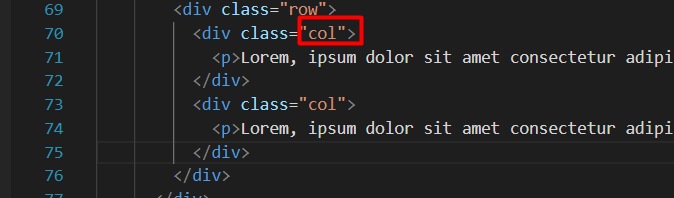 69 <div class="row">
70 <div class="col">
71 <p>Lorem, ipsum dolor sit amet consectetur adipi
72 </div>
73 <div class="col">
74 <p>Lorem, ipsum dolor sit amet consectetur adipi
75 </div>
76 </div>
77 </div>